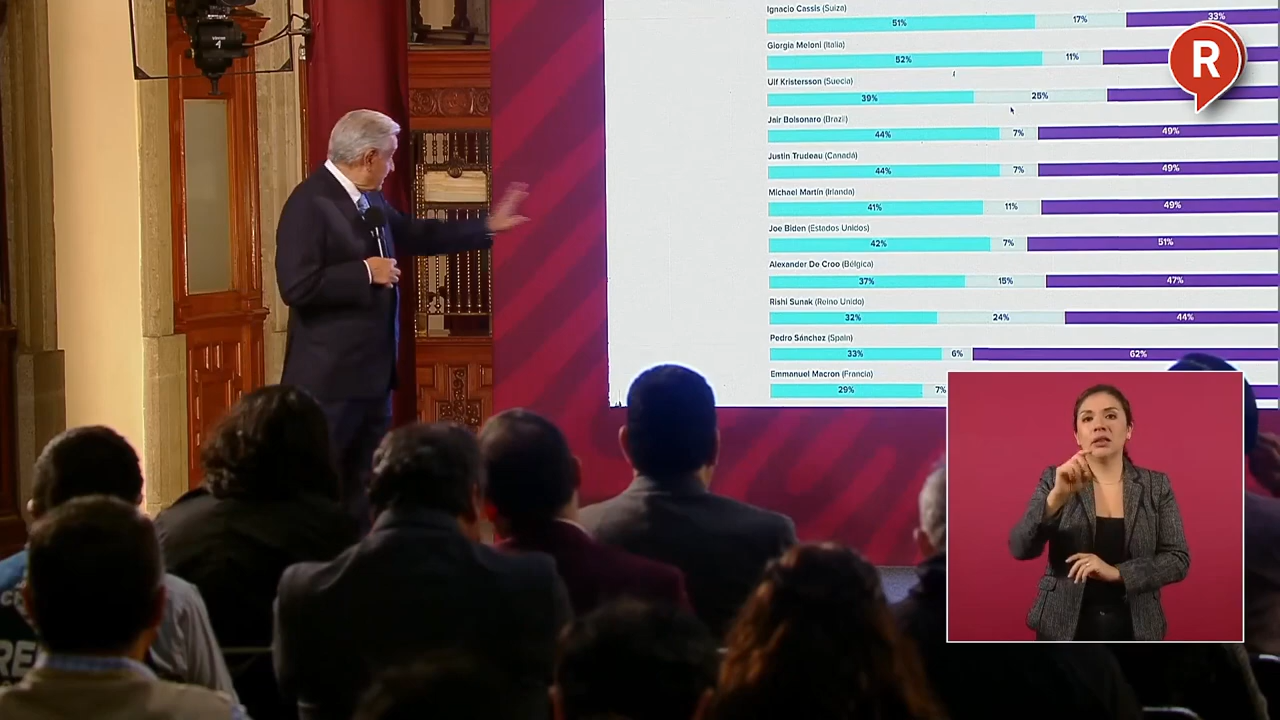 Ignacio Cassis (Suiza)
51% 17% 33%
Giorgia Meloni (Italia)
52% 11%
Ulf Kristersson (Suecia)
39% 25%
Jair Bolsonaro (Brazil)
44% 7% 49%
Justin Trudeau (Canadá)
44% 7% 49%
Michael Martin (Irlanda)
41% 11% 49%
Joe Biden (Estados Unidos)
42% 7% 51%
Alexander De Croo (Bélgica)
37% 15% 47%
Rishi Sunak (Reino Unido)
32% 24% 44%
Pedro Sánchez (Spain)
33% 6% 62%
Emmanuel Macron (Francia)
29% 7%
R
RE